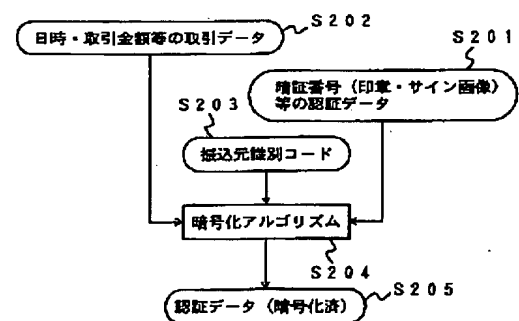 S202
日時・取引金額等の取引データ
S201
暗証番号（印章・サイン画像）
等の認証データ
S203
振込元識別コード
暗号化アルゴリズム
S204
認証データ（暗号化済）
S205